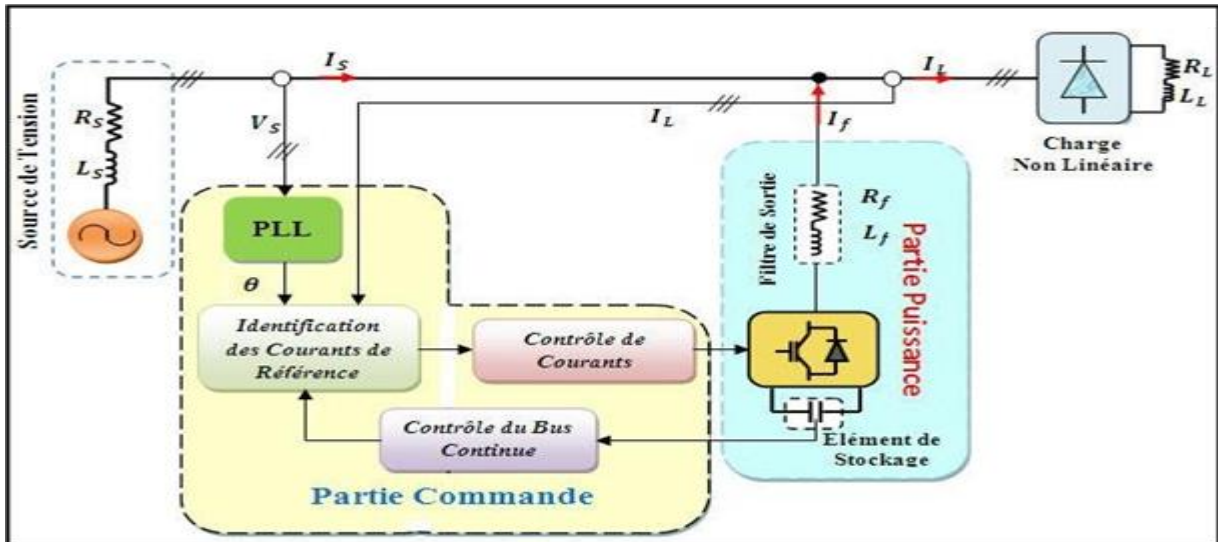 I_S
I_L
R_L
L_L
Charge
Non Linéaire
Source de Tension
R_S
L_S
V_S
I_L
I_f
PLL
θ
Identification
des Courants de
Référence
Contrôle de
Courants
Contrôle du Bus
Continue
Partie Commande
Filtre de Sortie
R_f
L_f
Partie Puissance
Elément de
Stockage